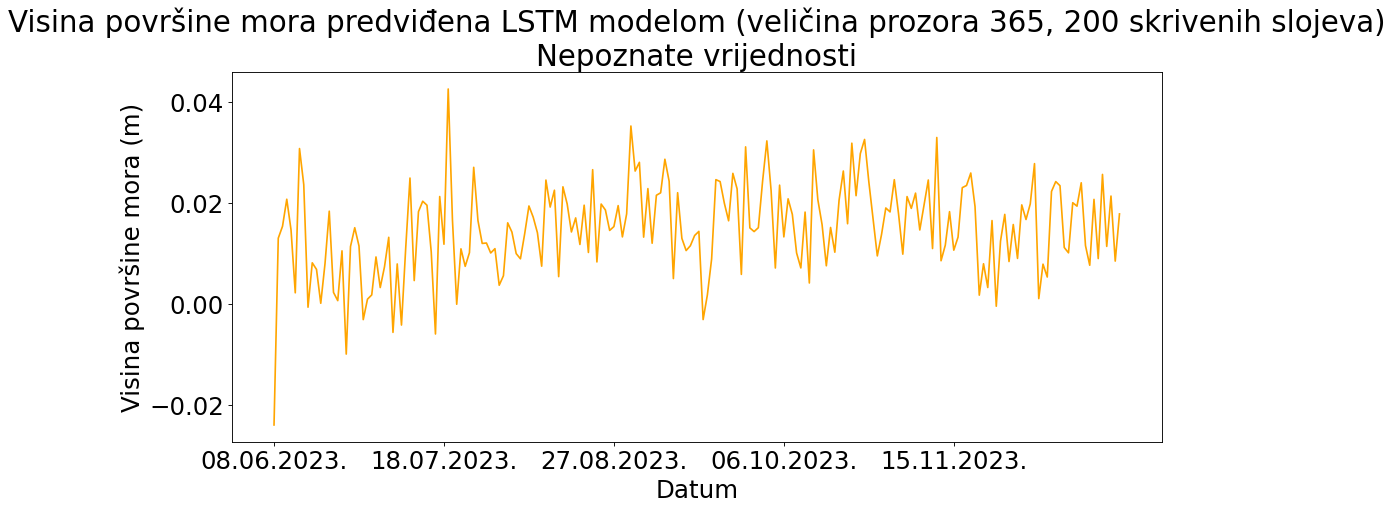 Visina površine mora predviđena LSTM modelom (veličina prozora 365, 200 skrivenih slojeva)
Nepoznate vrijednosti
Visina površine mora (m)
0.04
0.02
0.00
−0.02
08.06.2023. 18.07.2023. 27.08.2023. 06.10.2023. 15.11.2023.
Datum